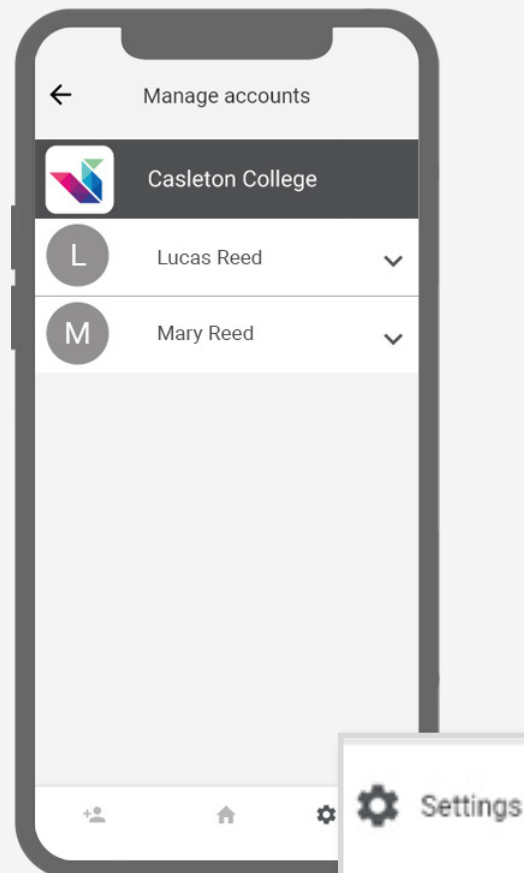 Manage accounts
Casleton College
L
Lucas Reed
M
Mary Reed
Settings